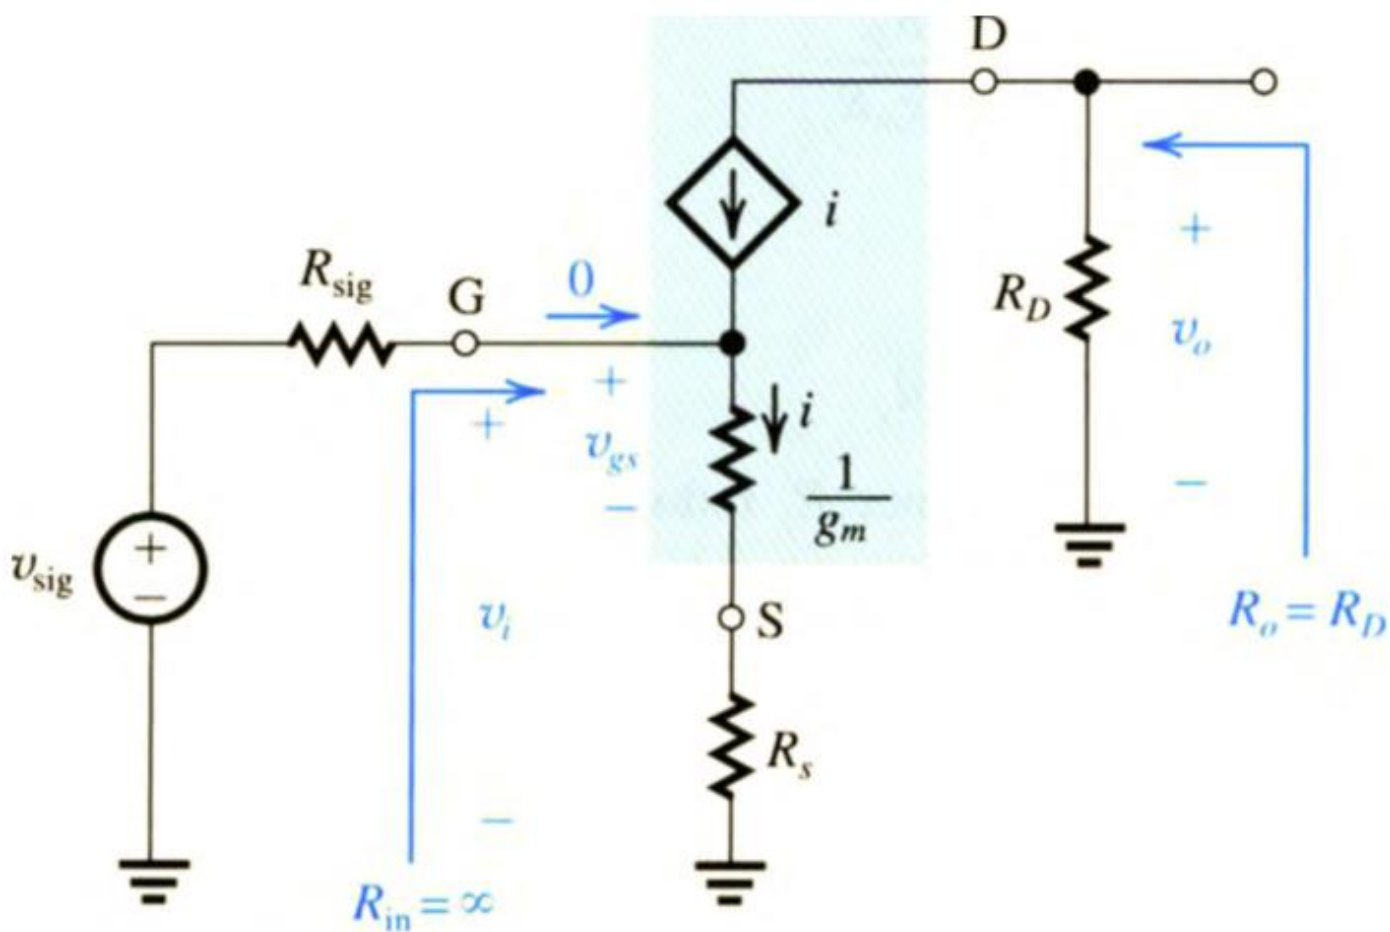 D
i
R_sig
G
0
R_D
+
v_o
−
+
v_gs
−
i
1/g_m
+
v_i
−
v_sig
+
−
S
R_s
R_o = R_D
R_in = ∞